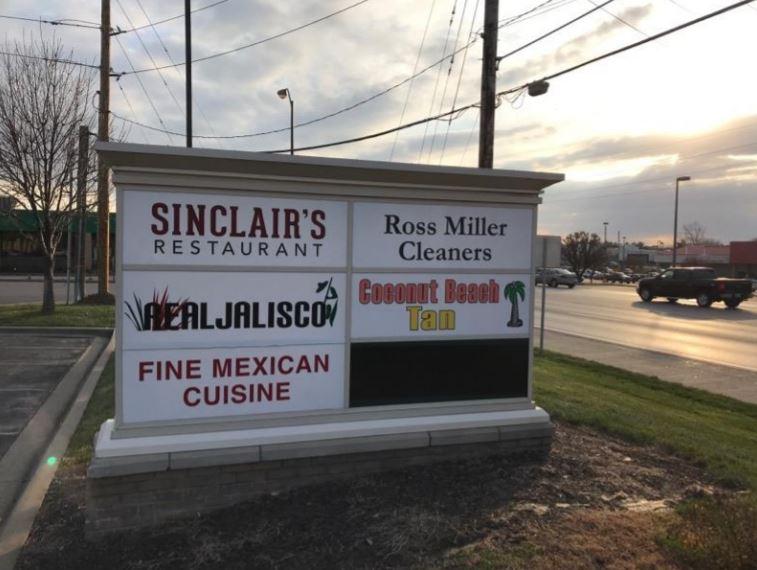 SINCLAIR'S
RESTAURANT
Ross Miller
Cleaners
REALJALISCO
Coconut Beach
Tan
FINE MEXICAN
CUISINE